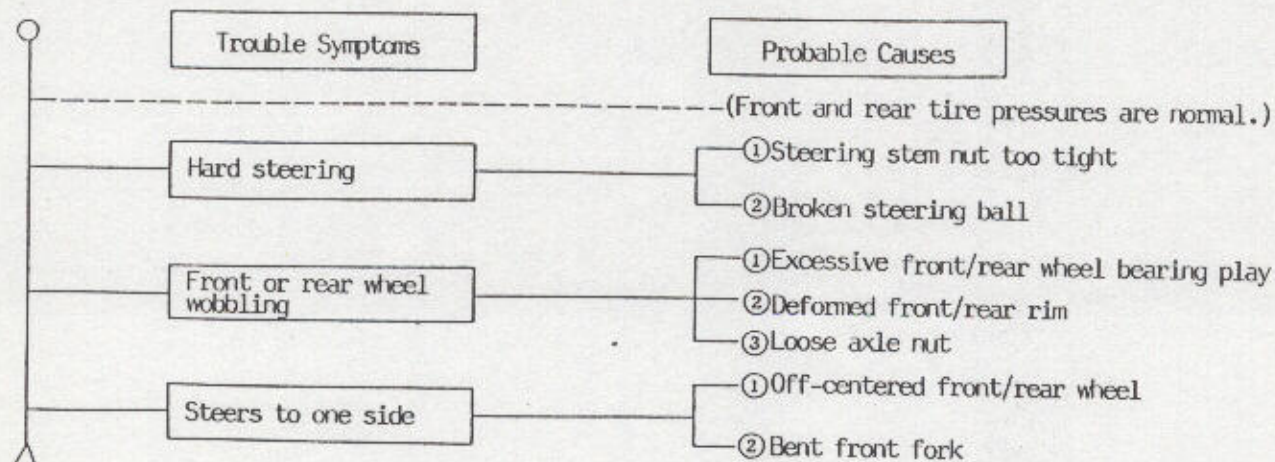 Trouble Symptoms
Probable Causes
(Front and rear tire pressures are normal.)
Hard steering
①Steering stem nut too tight
②Broken steering ball
Front or rear wheel
wobbling
①Excessive front/rear wheel bearing play
②Deformed front/rear rim
③Loose axle nut
Steers to one side
①Off-centered front/rear wheel
②Bent front fork